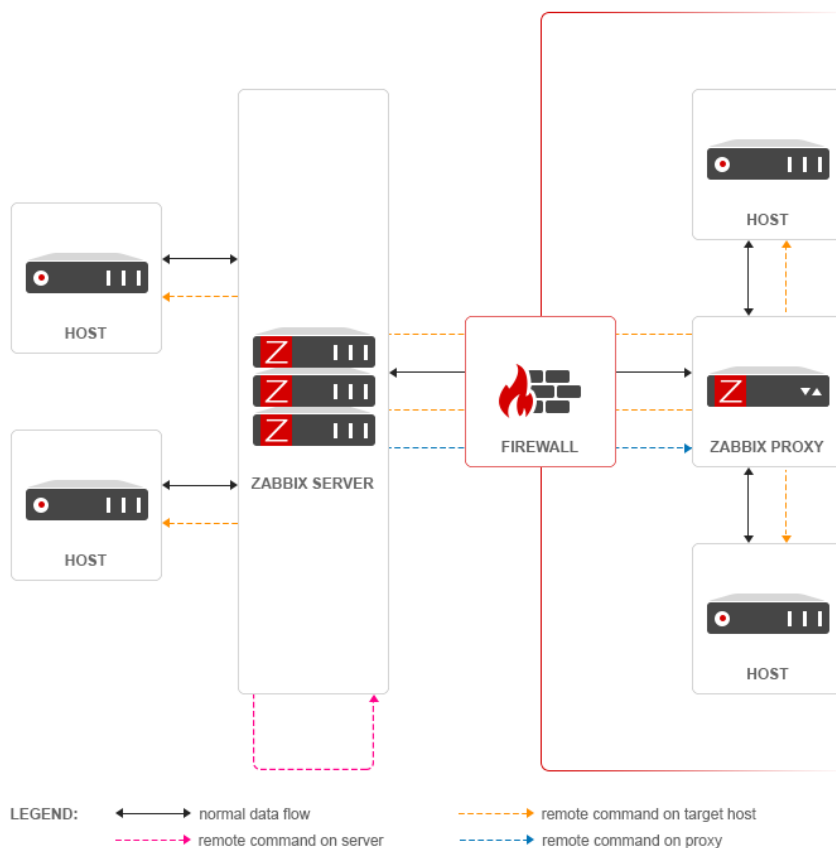 HOST
HOST
ZABBIX SERVER
FIREWALL
HOST
ZABBIX PROXY
HOST
LEGEND:
normal data flow
remote command on target host
remote command on server
remote command on proxy